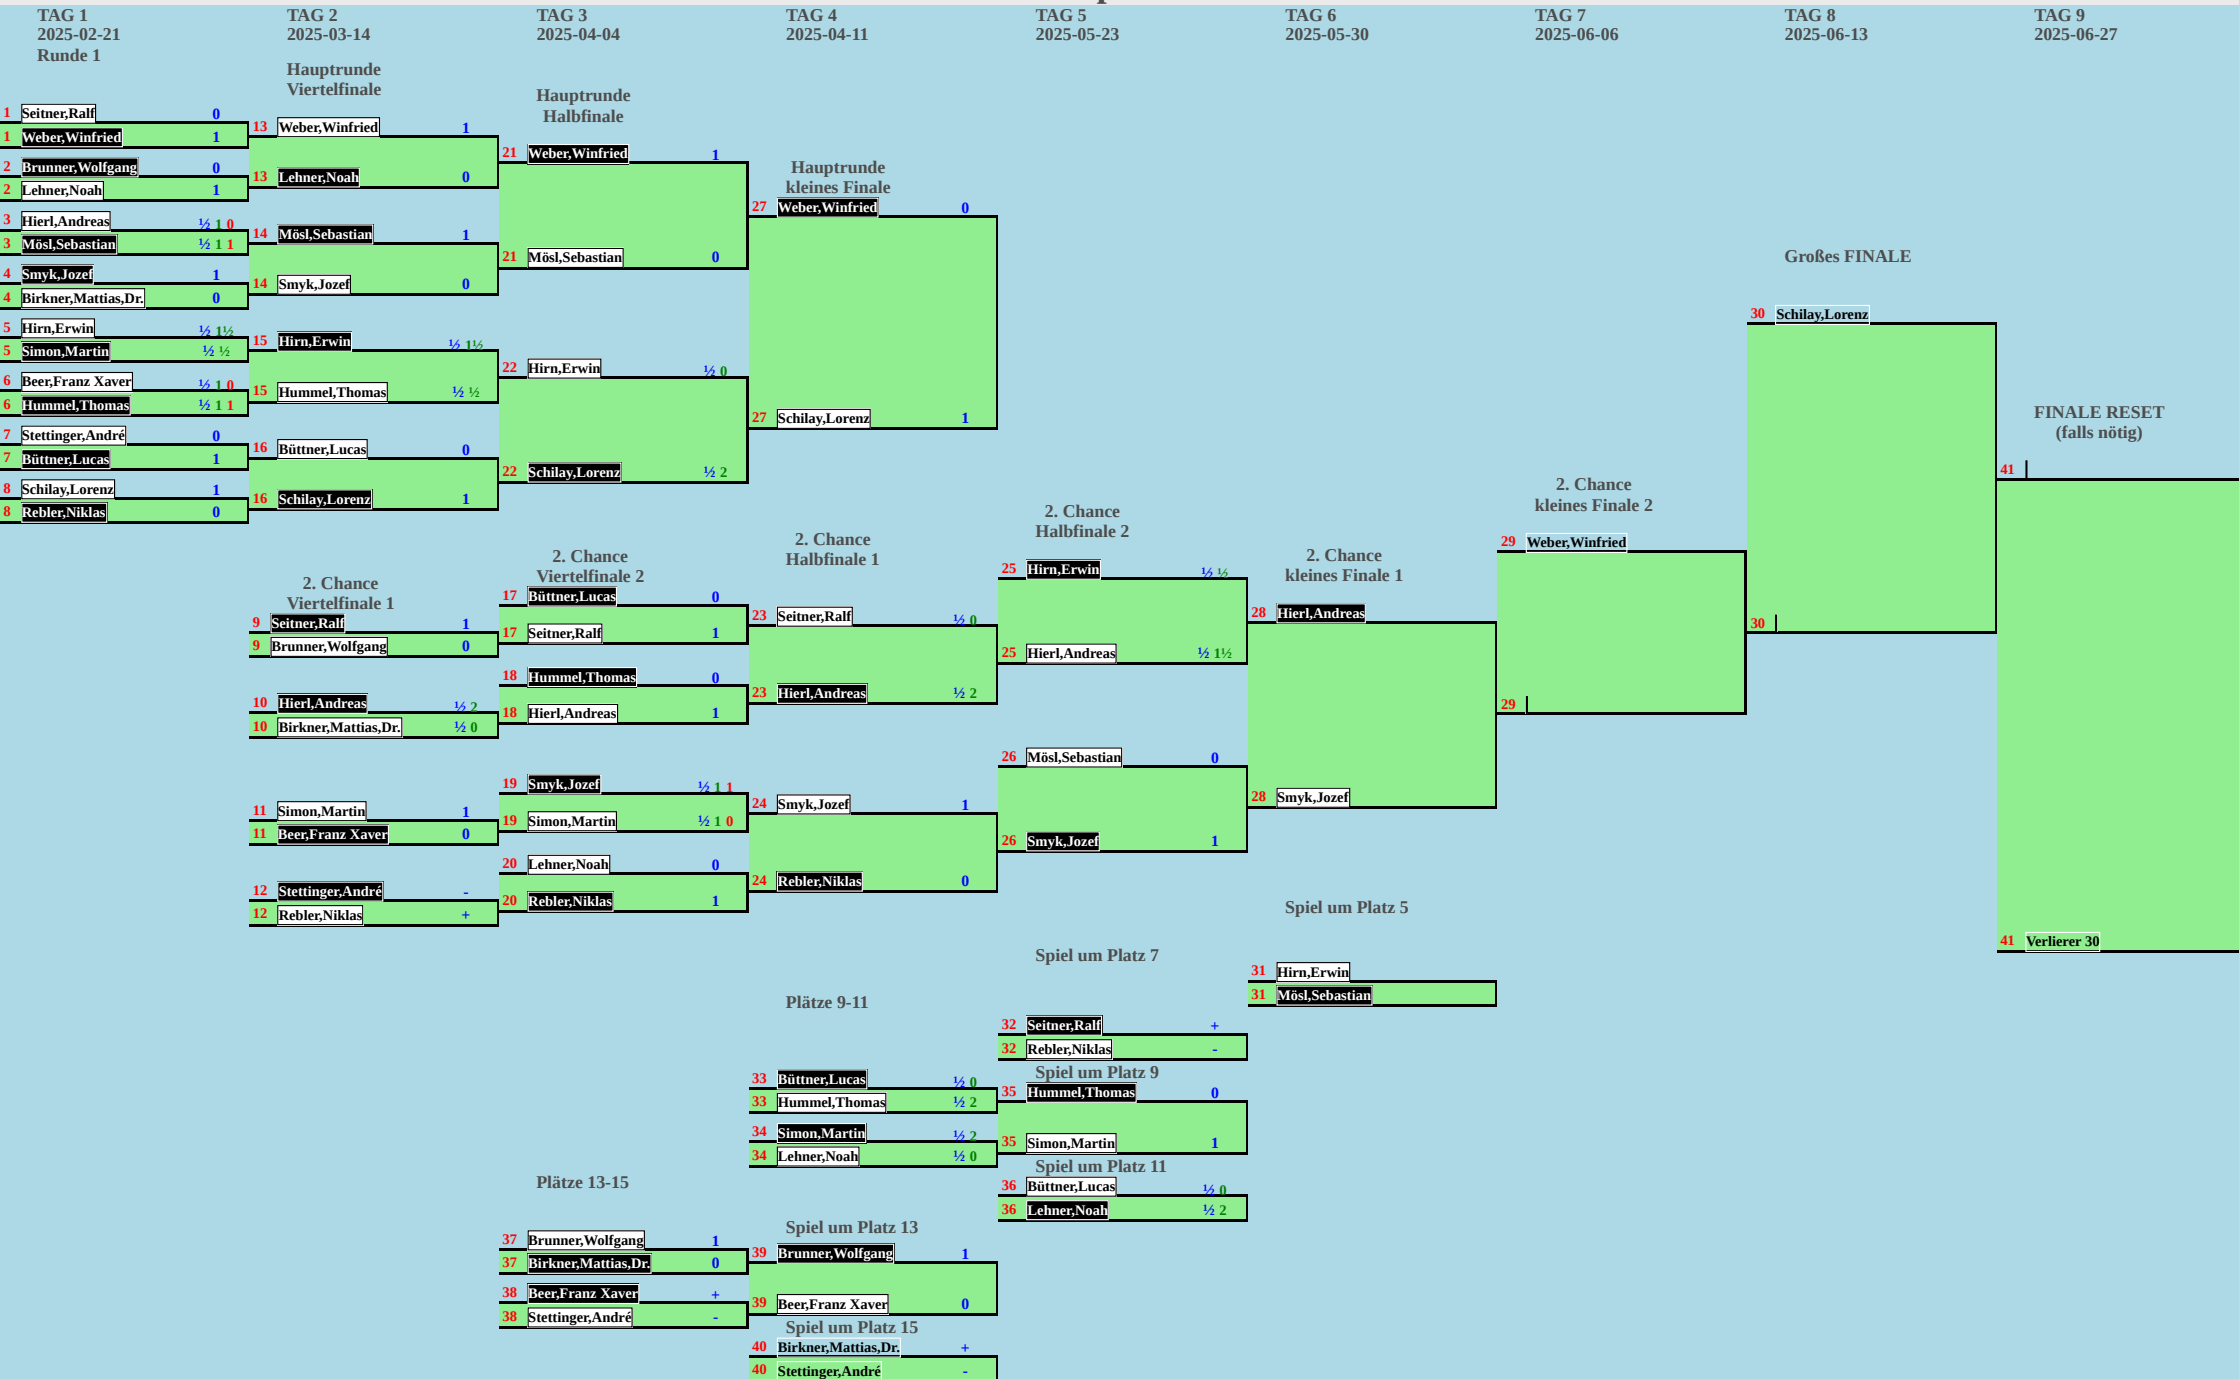 TAG 1
2025-02-21
Runde 1
1 Seitner,Ralf 0
1 Weber,Winfried 1
2 Brunner,Wolfgang 0
2 Lehner,Noah 1
3 Hierl,Andreas ½ 1 0
3 Mösl,Sebastian ½ 1 1
4 Smyk,Jozef 1
4 Birkner,Mattias,Dr. 0
5 Hirn,Erwin ½ 1½
5 Simon,Martin ½ ½
6 Beer,Franz Xaver ½ 1 0
6 Hummel,Thomas ½ 1 1
7 Stettinger,André 0
7 Büttner,Lucas 1
8 Schilay,Lorenz 1
8 Rebler,Niklas 0
TAG 2
2025-03-14
Hauptrunde
Viertelfinale
13 Weber,Winfried 1
13 Lehner,Noah 0
14 Mösl,Sebastian 1
14 Smyk,Jozef 0
15 Hirn,Erwin ½ 1½
15 Hummel,Thomas ½ ½
16 Büttner,Lucas 0
16 Schilay,Lorenz 1
2. Chance
Viertelfinale 1
9 Seitner,Ralf 1
9 Brunner,Wolfgang 0
10 Hierl,Andreas ½ 2
10 Birkner,Mattias,Dr. ½ 0
11 Simon,Martin 1
11 Beer,Franz Xaver 0
12 Stettinger,André -
12 Rebler,Niklas +
TAG 3
2025-04-04
Hauptrunde
Halbfinale
21 Weber,Winfried 1
21 Mösl,Sebastian 0
22 Hirn,Erwin ½ 0
22 Schilay,Lorenz ½ 2
2. Chance
Viertelfinale 2
17 Büttner,Lucas 0
17 Seitner,Ralf 1
18 Hummel,Thomas 0
18 Hierl,Andreas 1
19 Smyk,Jozef ½ 1 1
19 Simon,Martin ½ 1 0
20 Lehner,Noah 0
20 Rebler,Niklas 1
Plätze 13-15
37 Brunner,Wolfgang 1
37 Birkner,Mattias,Dr. 0
38 Beer,Franz Xaver +
38 Stettinger,André -
TAG 4
2025-04-11
Hauptrunde
kleines Finale
27 Weber,Winfried 0
27 Schilay,Lorenz 1
2. Chance
Halbfinale 1
23 Seitner,Ralf ½ 0
23 Hierl,Andreas ½ 2
24 Smyk,Jozef 1
24 Rebler,Niklas 0
Plätze 9-11
33 Büttner,Lucas ½ 0
33 Hummel,Thomas ½ 2
34 Simon,Martin ½ 2
34 Lehner,Noah ½ 0
Spiel um Platz 13
39 Brunner,Wolfgang 1
39 Beer,Franz Xaver 0
Spiel um Platz 15
40 Birkner,Mattias,Dr. +
40 Stettinger,André -
TAG 5
2025-05-23
2. Chance
Halbfinale 2
25 Hirn,Erwin ½ ½
25 Hierl,Andreas ½ 1½
26 Mösl,Sebastian 0
26 Smyk,Jozef 1
Spiel um Platz 7
32 Seitner,Ralf +
32 Rebler,Niklas -
Spiel um Platz 9
35 Hummel,Thomas 0
35 Simon,Martin 1
Spiel um Platz 11
36 Büttner,Lucas ½ 0
36 Lehner,Noah ½ 2
TAG 6
2025-05-30
2. Chance
kleines Finale 1
28 Hierl,Andreas
28 Smyk,Jozef
Spiel um Platz 5
31 Hirn,Erwin
31 Mösl,Sebastian
TAG 7
2025-06-06
2. Chance
kleines Finale 2
29 Weber,Winfried
29
TAG 8
2025-06-13
Großes FINALE
30 Schilay,Lorenz
30
TAG 9
2025-06-27
FINALE RESET
(falls nötig)
41
41 Verlierer 30